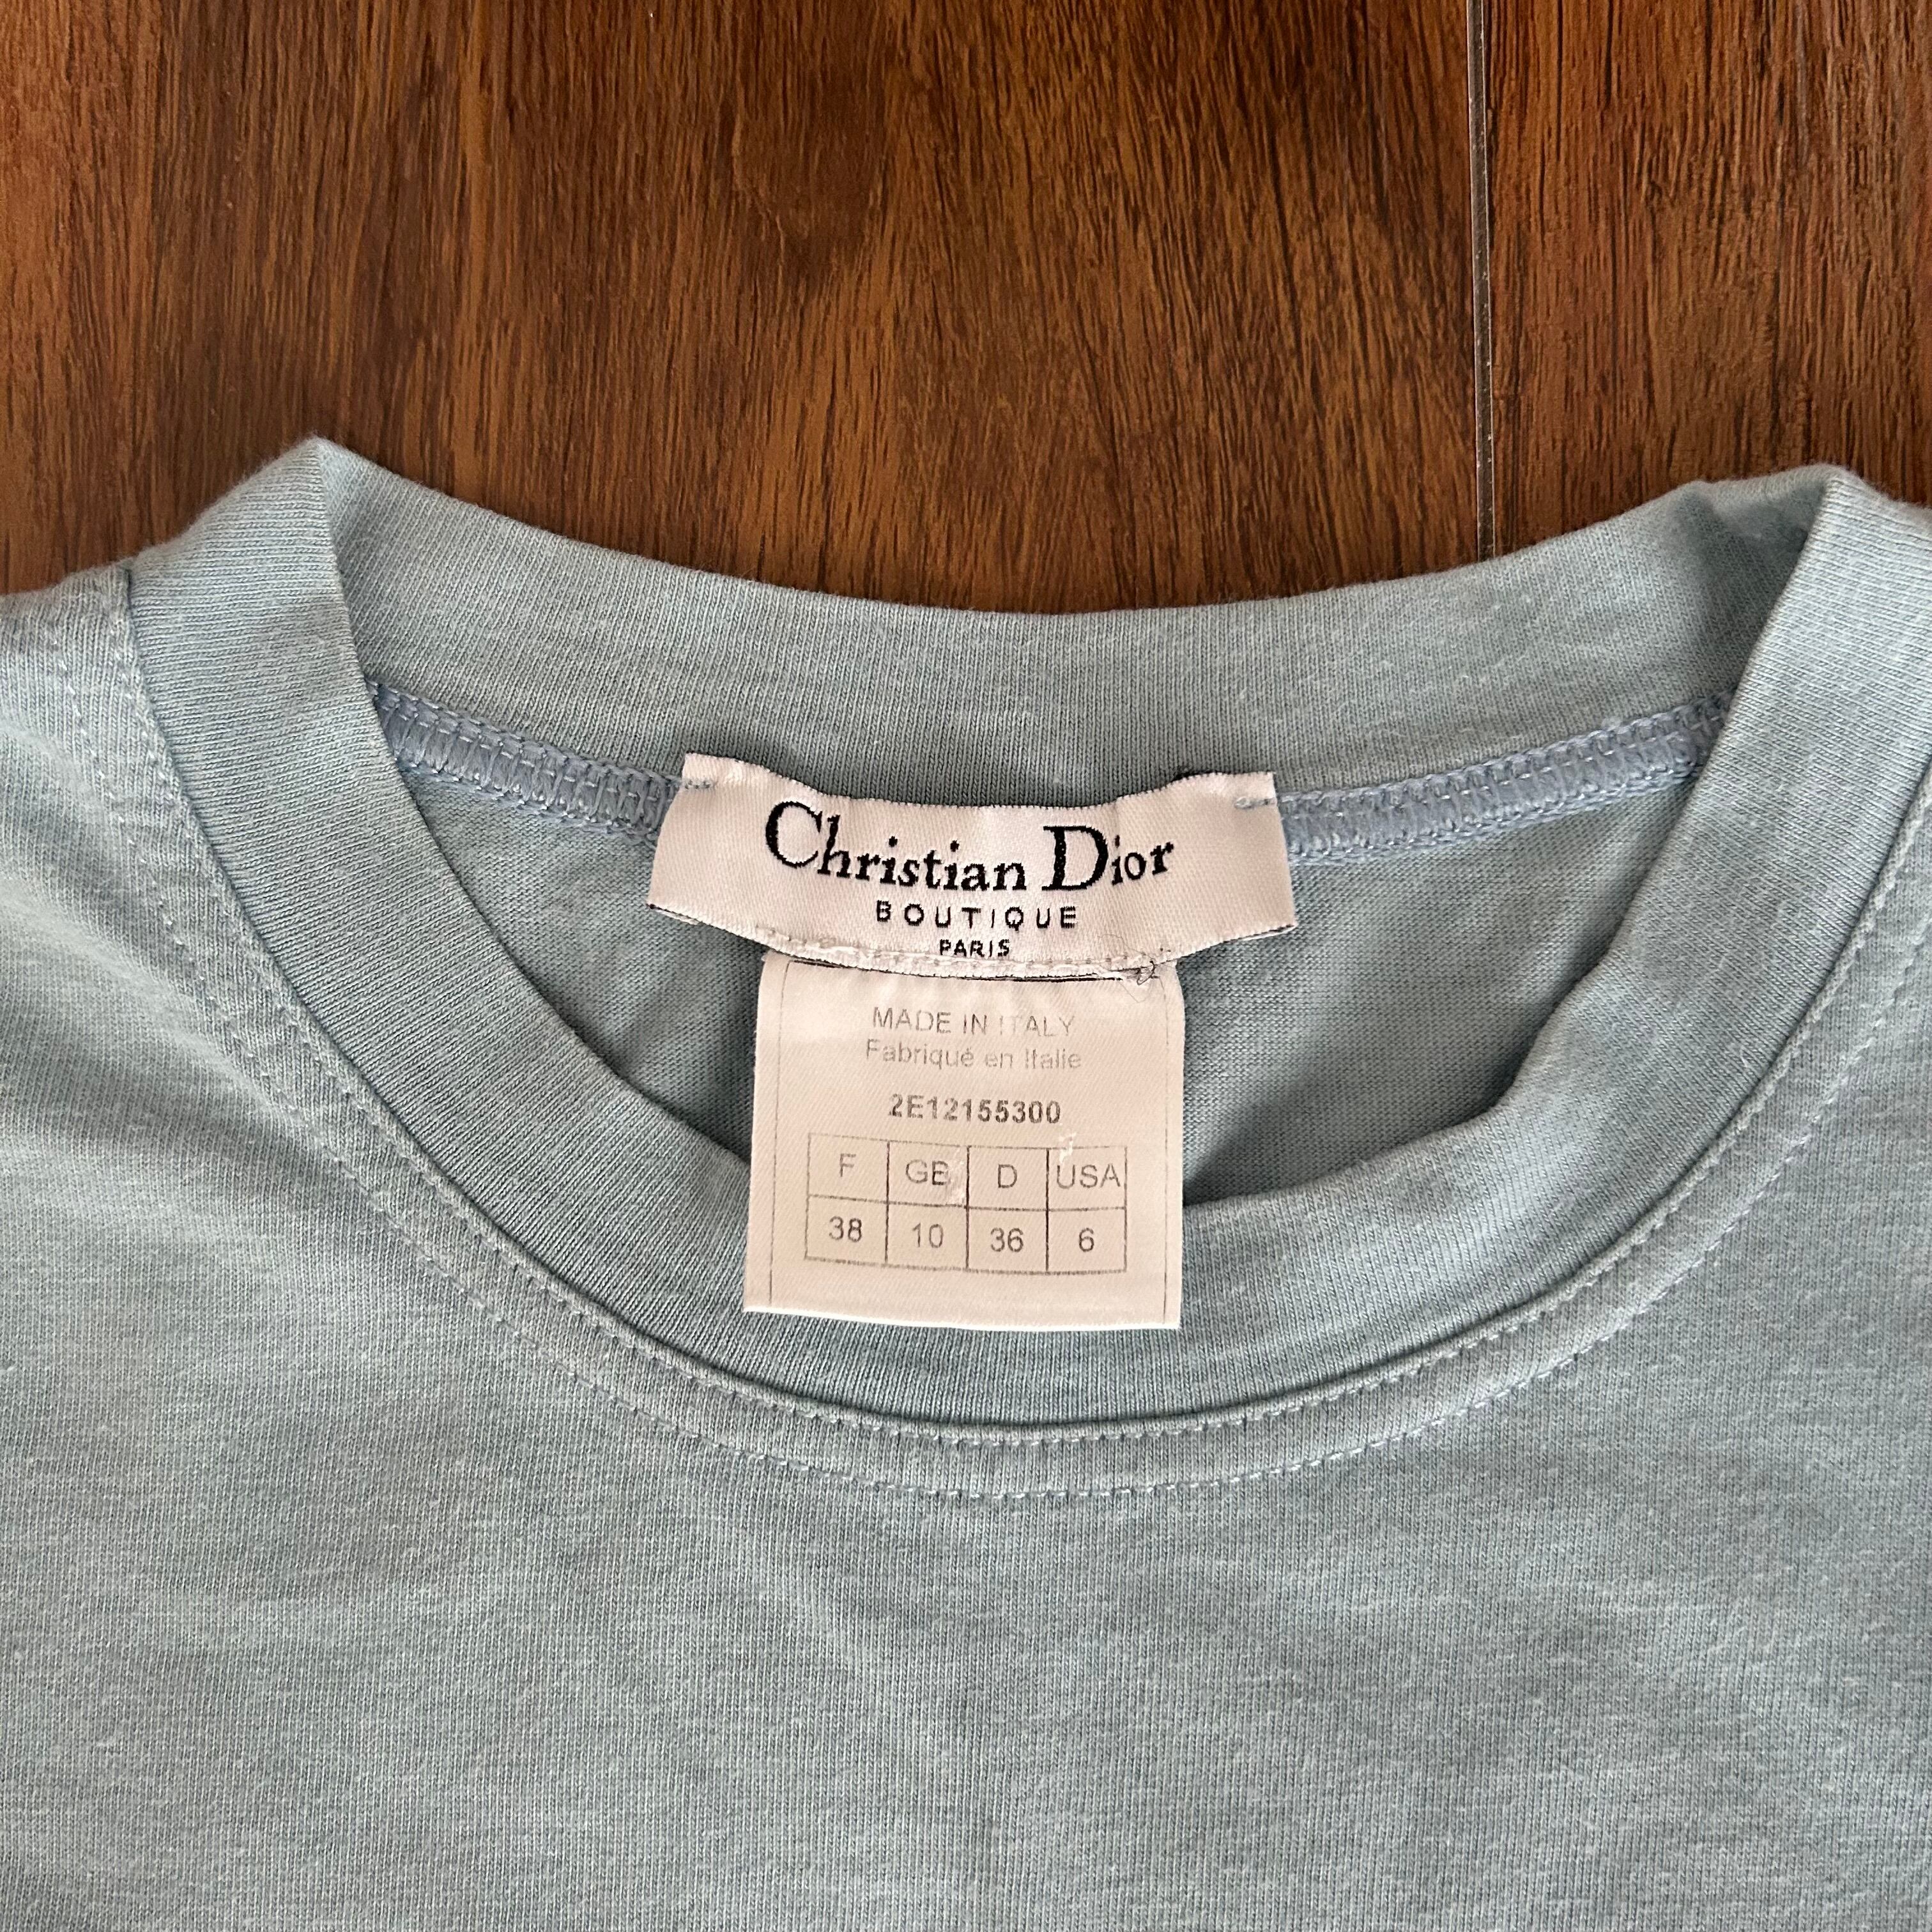 Christian Dior
BOUTIQUE
PARIS
MADE IN ITALY
Fabriqué en Italie
2E12155300
F GB D USA
38 10 36 6